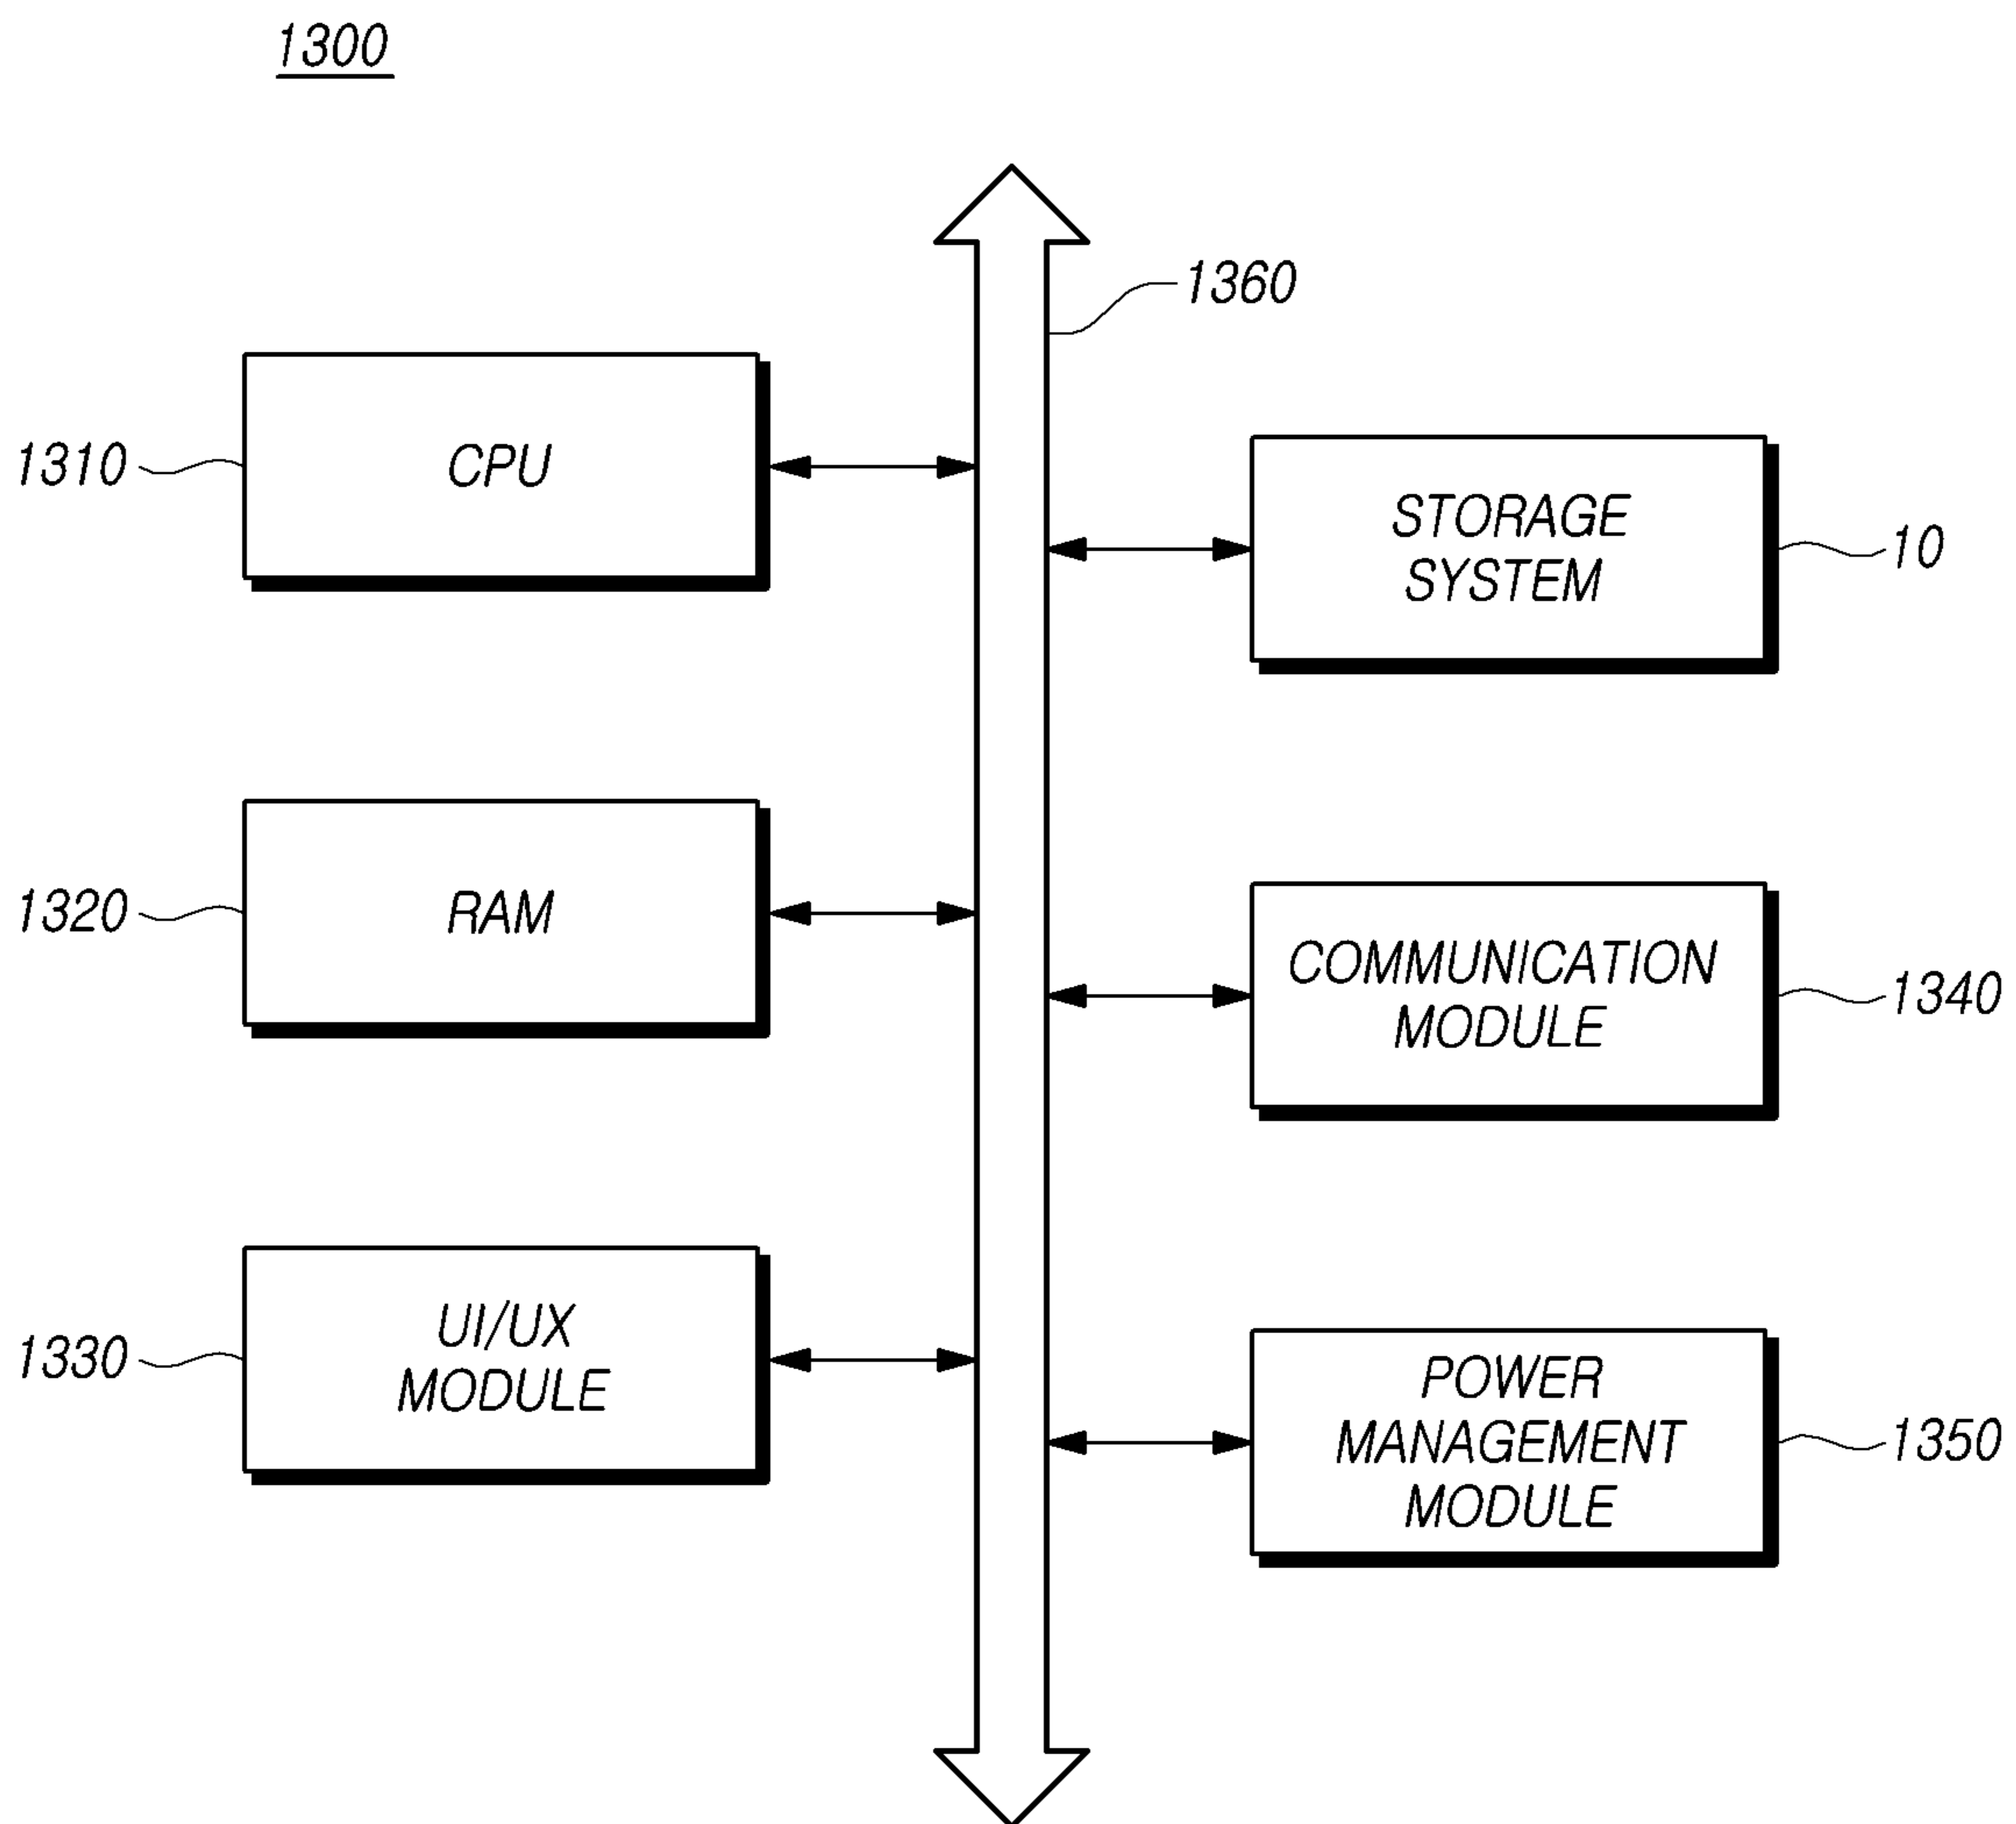 1300
1360
1310
CPU
STORAGE
SYSTEM
10
1320
RAM
COMMUNICATION
MODULE
1340
1330
UI/UX
MODULE
POWER
MANAGEMENT
MODULE
1350